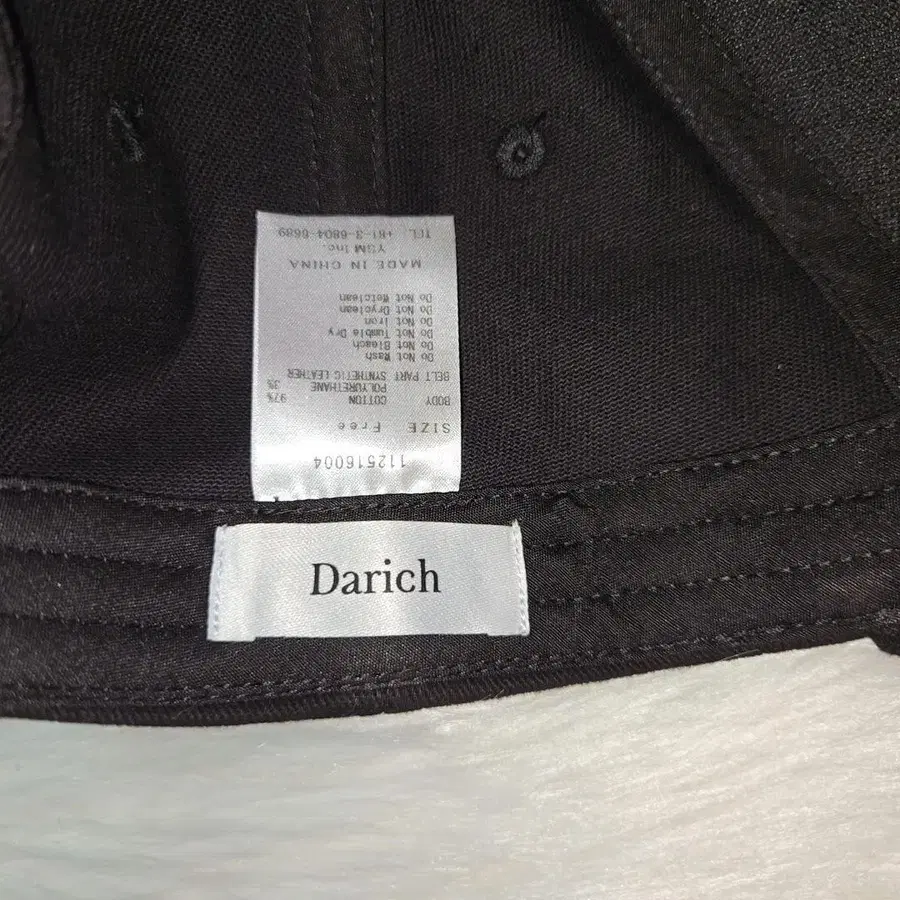 112516004
SIZE Free
BODY COTTON 97%
POLYURETHANE 3%
BELT PART SYNTHETIC LEATHER
Do Not Wash
Do Not Bleach
Do Not Tumble Dry
Do Not Iron
Do Not Dryclean
Do Not Wetclean
MADE IN CHINA
YGM Inc.
TEL. +81-3-6804-6689
Darich